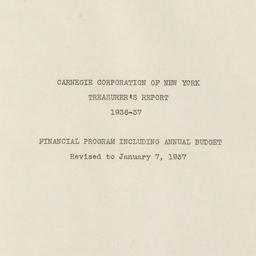 CARNEGIE CORPORATION OF NEW YORK
TREASURER'S REPORT
1936-37
FINANCIAL PROGRAM INCLUDING ANNUAL BUDGET
Revised to January 7, 1937